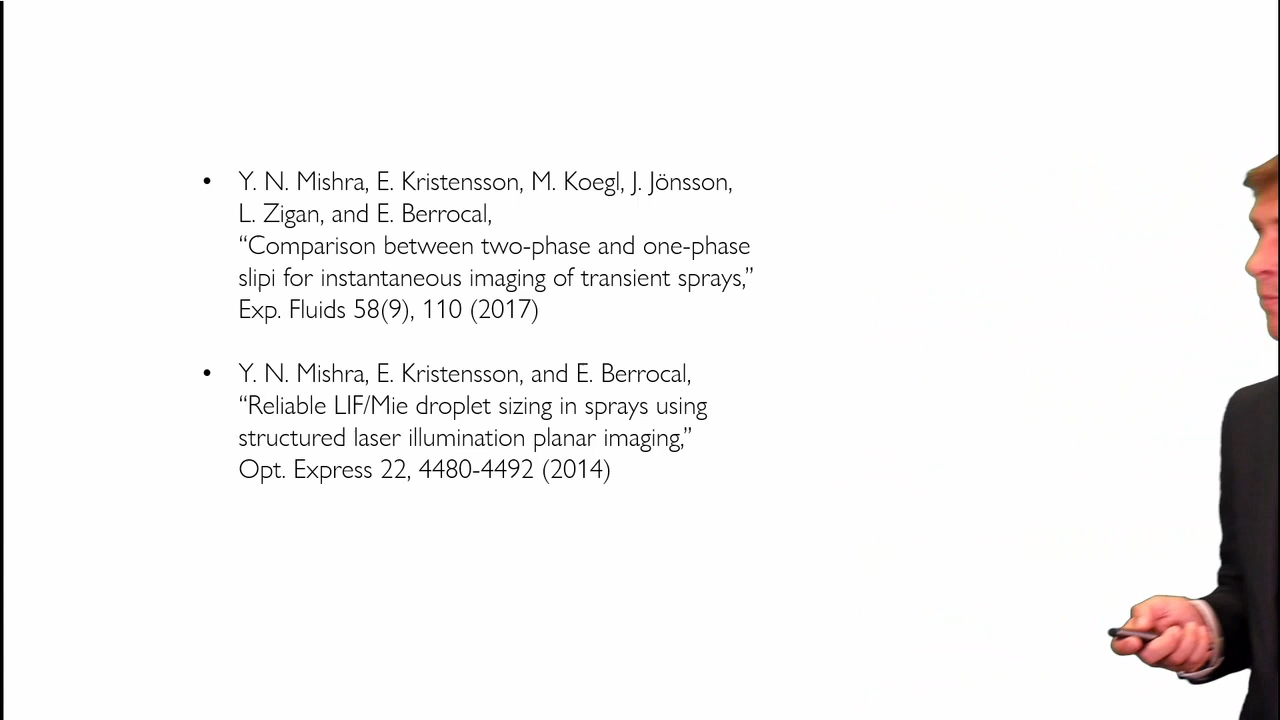 • Y. N. Mishra, E. Kristensson, M. Koegl, J. Jönsson,
L. Zigan, and E. Berrocal,
“Comparison between two-phase and one-phase
slipi for instantaneous imaging of transient sprays,”
Exp. Fluids 58(9), 110 (2017)
• Y. N. Mishra, E. Kristensson, and E. Berrocal,
“Reliable LIF/Mie droplet sizing in sprays using
structured laser illumination planar imaging,”
Opt. Express 22, 4480-4492 (2014)